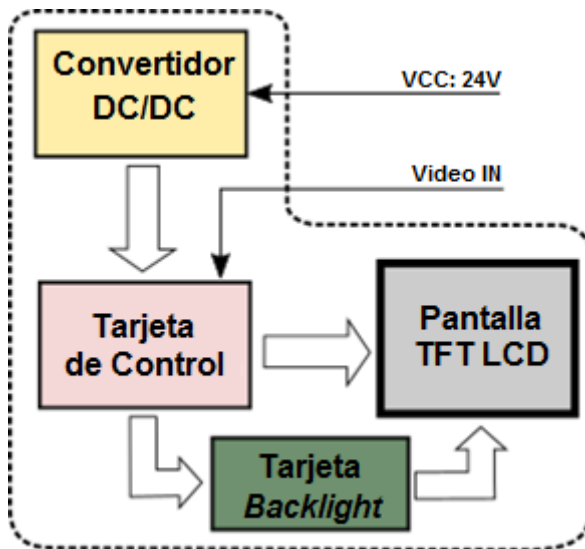 Convertidor
DC/DC
VCC: 24V
Video IN
Tarjeta
de Control
Pantalla
TFT LCD
Tarjeta
Backlight